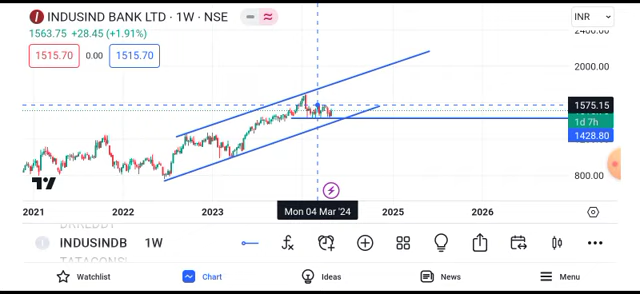 INDUSIND BANK LTD · 1W · NSE
INR
1563.75 +28.45 (+1.91%)
1515.70 0.00 1515.70
2400.00
2000.00
1575.15
1d 7h
1428.80
800.00
2021 2022 2023 Mon 04 Mar '24 2025 2026
INDUSINDB 1W
Watchlist Chart Ideas News Menu